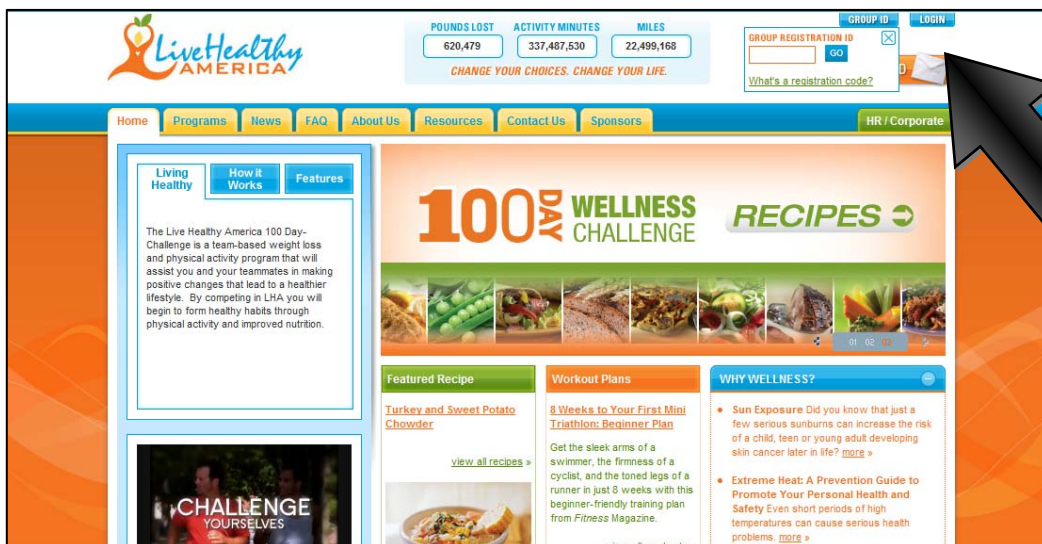 LiveHealthy
AMERICA
POUNDS LOST ACTIVITY MINUTES MILES
620,479 337,487,530 22,499,168
CHANGE YOUR CHOICES. CHANGE YOUR LIFE.
GROUP ID LOGIN
GROUP REGISTRATION ID
GO
What's a registration code?
D
Home Programs News FAQ About Us Resources Contact Us Sponsors HR / Corporate
Living Healthy
How it Works
Features
The Live Healthy America 100 Day-
Challenge is a team-based weight loss
and physical activity program that will
assist you and your teammates in making
positive changes that lead to a healthier
lifestyle. By competing in LHA you will
begin to form healthy habits through
physical activity and improved nutrition.
100 DAY WELLNESS
CHALLENGE
RECIPES
01 02 03
CHALLENGE
YOURSELVES
Featured Recipe
Turkey and Sweet Potato
Chowder
view all recipes »
Workout Plans
8 Weeks to Your First Mini
Triathlon: Beginner Plan
Get the sleek arms of a
swimmer, the firmness of a
cyclist, and the toned legs of a
runner in just 8 weeks with this
beginner-friendly training plan
from Fitness Magazine.
WHY WELLNESS?
• Sun Exposure Did you know that just a
few serious sunburns can increase the risk
of a child, teen or young adult developing
skin cancer later in life? more »
• Extreme Heat: A Prevention Guide to
Promote Your Personal Health and
Safety Even short periods of high
temperatures can cause serious health
problems. more »